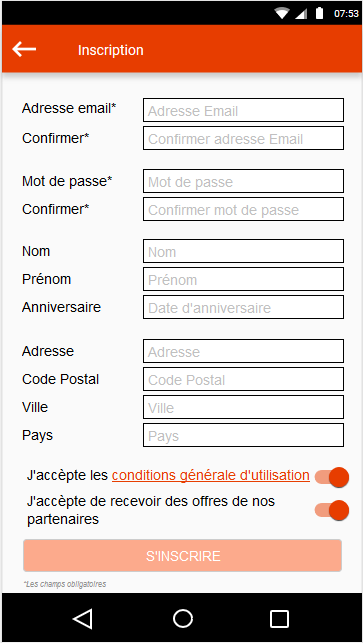 07:53
Inscription
Adresse email* Adresse Email
Confirmer* Confirmer adresse Email
Mot de passe* Mot de passe
Confirmer* Confirmer mot de passe
Nom Nom
Prénom Prénom
Anniversaire Date d'anniversaire
Adresse Adresse
Code Postal Code Postal
Ville Ville
Pays Pays
J'accèpte les conditions générale d'utilisation
J'accèpte de recevoir des offres de nos
partenaires
S'INSCRIRE
*Les champs obligatoires